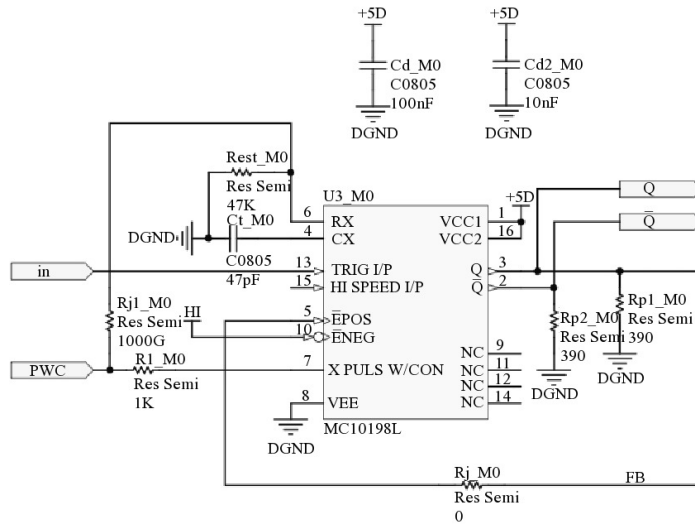 +5D
+5D
Cd_M0
C0805
100nF
Cd2_M0
C0805
10nF
DGND
DGND
Rest_M0
Res Semi
47K
U3_M0
+5D
Q
Q̅
6
RX
VCC1
1
Ct_M0
4
CX
VCC2
16
DGND
C0805
47pF
in
13
TRIG I/P
Q
3
15
HI SPEED I/P
Q̅
2
Rj1_M0
Res Semi
1000G
HI
5
E̅POS
10
E̅NEG
Rp2_M0
Res Semi
390
Rp1_M0
Res Semi
390
NC
9
PWC
R1_M0
Res Semi
1K
7
X PULS W/CON
NC
11
NC
12
NC
14
DGND
DGND
8
VEE
DGND
MC10198L
Rj_M0
Res Semi
0
FB